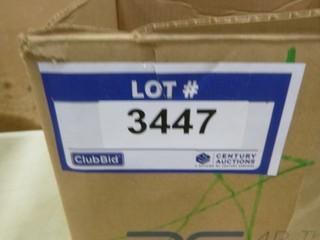 LOT #
3447
ClubBid
CENTURY
AUCTIONS